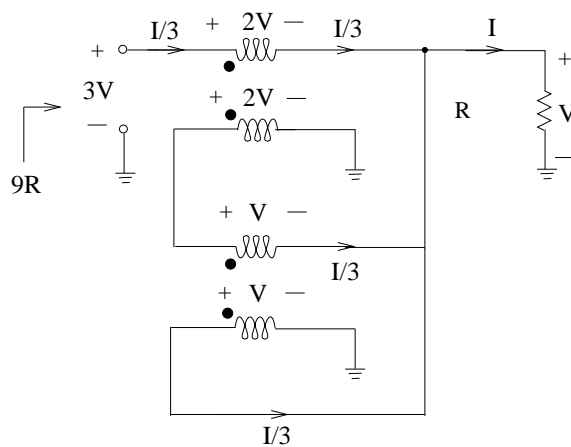 I/3 + 2V — I/3 I
+ +
3V + 2V — R V
— —
9R
+ V —
I/3
+ V —
I/3